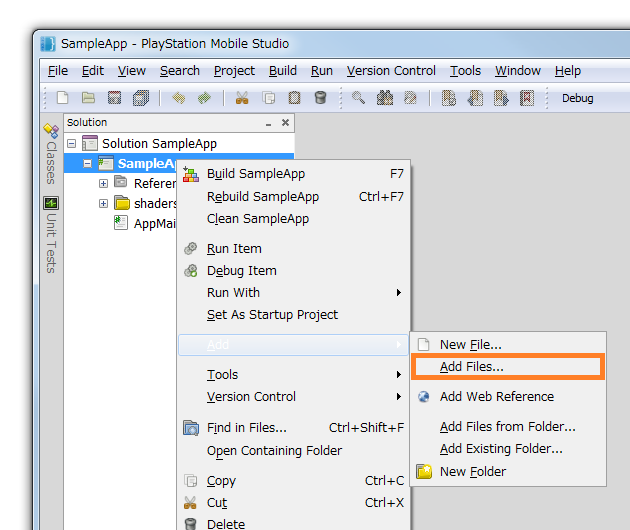 SampleApp - PlayStation Mobile Studio
File Edit View Search Project Build Run Version Control Tools Window Help
Debug
Solution
Classes
Unit Tests
Solution SampleApp
SampleAp
Referen
shaders
AppMai
Build SampleApp F7
Rebuild SampleApp Ctrl+F7
Clean SampleApp
Run Item
Debug Item
Run With
Set As Startup Project
Add
Tools
Version Control
Find in Files... Ctrl+Shift+F
Open Containing Folder
Copy Ctrl+C
Cut Ctrl+X
Delete
New File...
Add Files...
Add Web Reference
Add Files from Folder...
Add Existing Folder...
New Folder